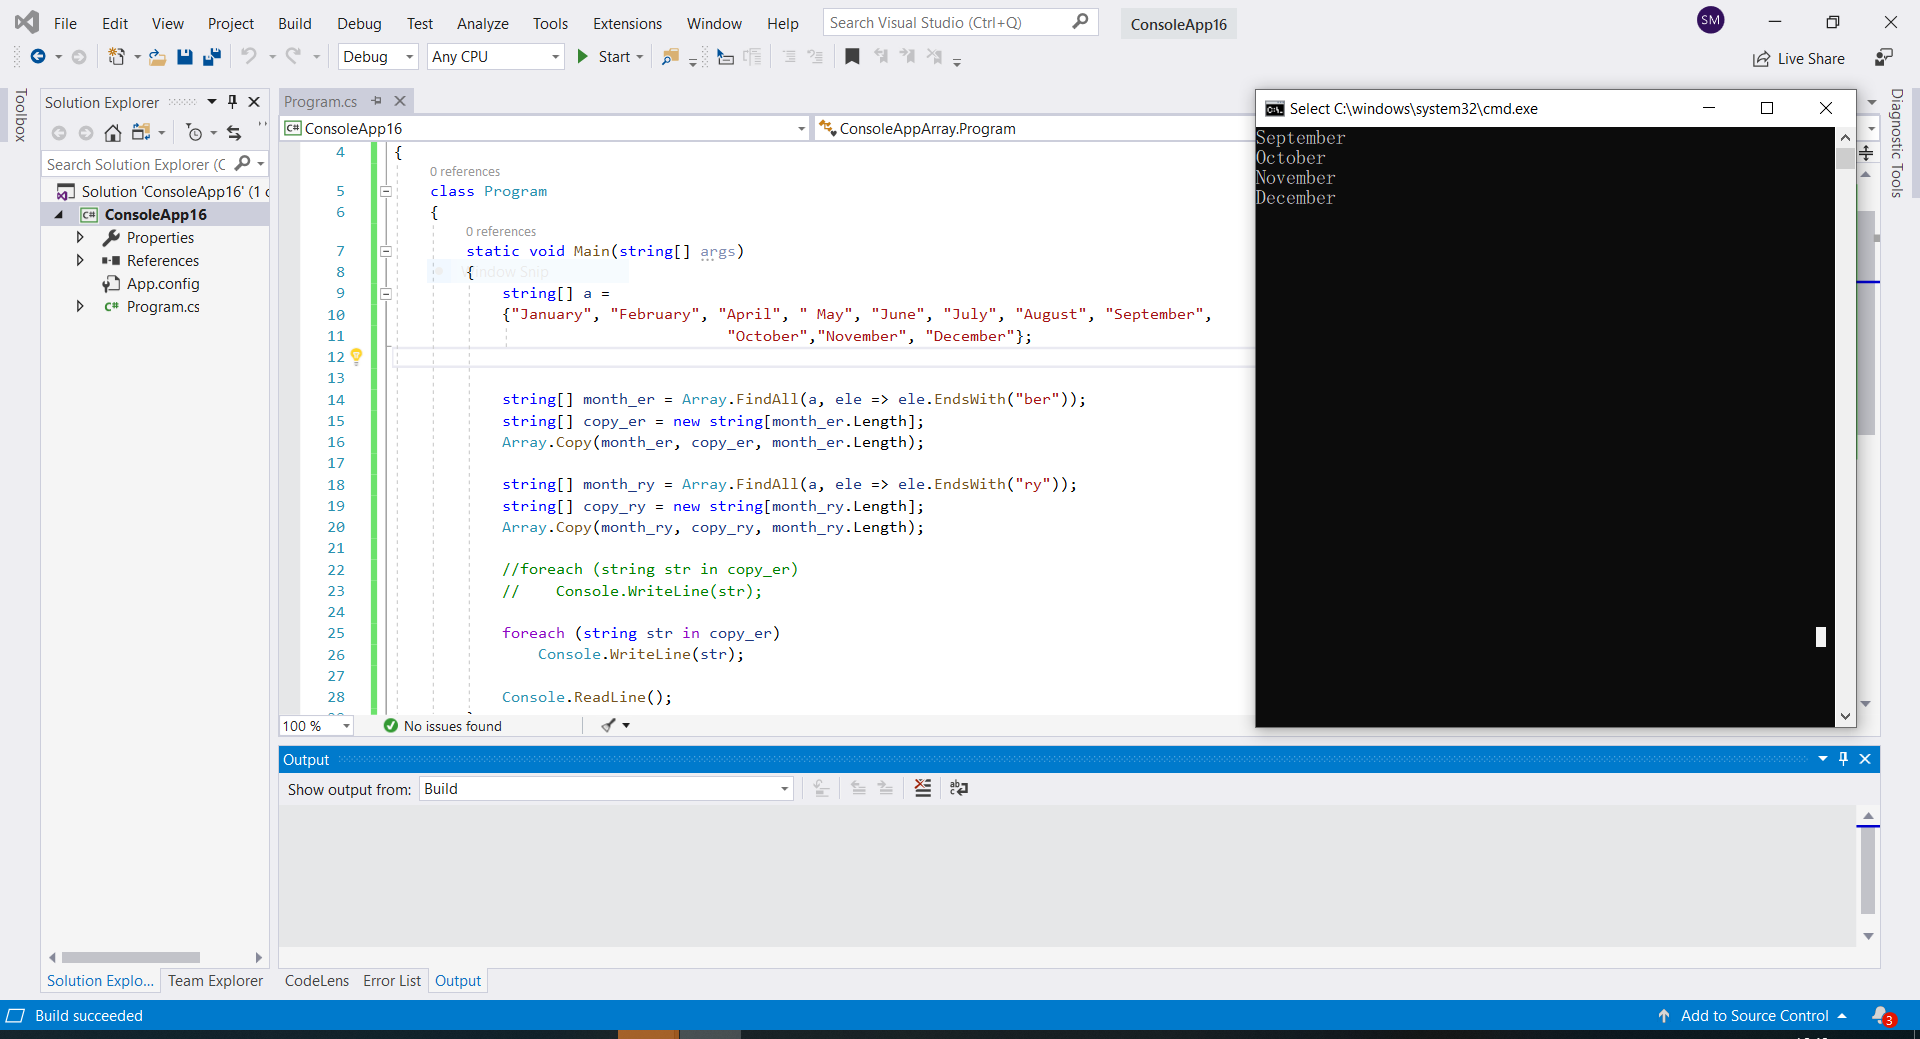 File Edit View Project Build Debug Test Analyze Tools Extensions Window Help Search Visual Studio (Ctrl+Q) ConsoleApp16 SM
Debug Any CPU Start Live Share
Toolbox
Solution Explorer
Search Solution Explorer (C
Solution 'ConsoleApp16' (1 c
C# ConsoleApp16
Properties
References
App.config
C# Program.cs
Solution Explo... Team Explorer
Program.cs
C# ConsoleApp16 ConsoleAppArray.Program
4 {
0 references
5 class Program
6 {
0 references
7 static void Main(string[] args)
8 {
Window Snip
9 string[] a =
10 {"January", "February", "April", " May", "June", "July", "August", "September",
11 "October","November", "December"};
12
13
14 string[] month_er = Array.FindAll(a, ele => ele.EndsWith("ber"));
15 string[] copy_er = new string[month_er.Length];
16 Array.Copy(month_er, copy_er, month_er.Length);
17
18 string[] month_ry = Array.FindAll(a, ele => ele.EndsWith("ry"));
19 string[] copy_ry = new string[month_ry.Length];
20 Array.Copy(month_ry, copy_ry, month_ry.Length);
21
22 //foreach (string str in copy_er)
23 // Console.WriteLine(str);
24
25 foreach (string str in copy_er)
26 Console.WriteLine(str);
27
28 Console.ReadLine();
100 % No issues found
C:\. Select C:\windows\system32\cmd.exe
September
October
November
December
Diagnostic Tools
Output
Show output from: Build
CodeLens Error List Output
Build succeeded Add to Source Control 3